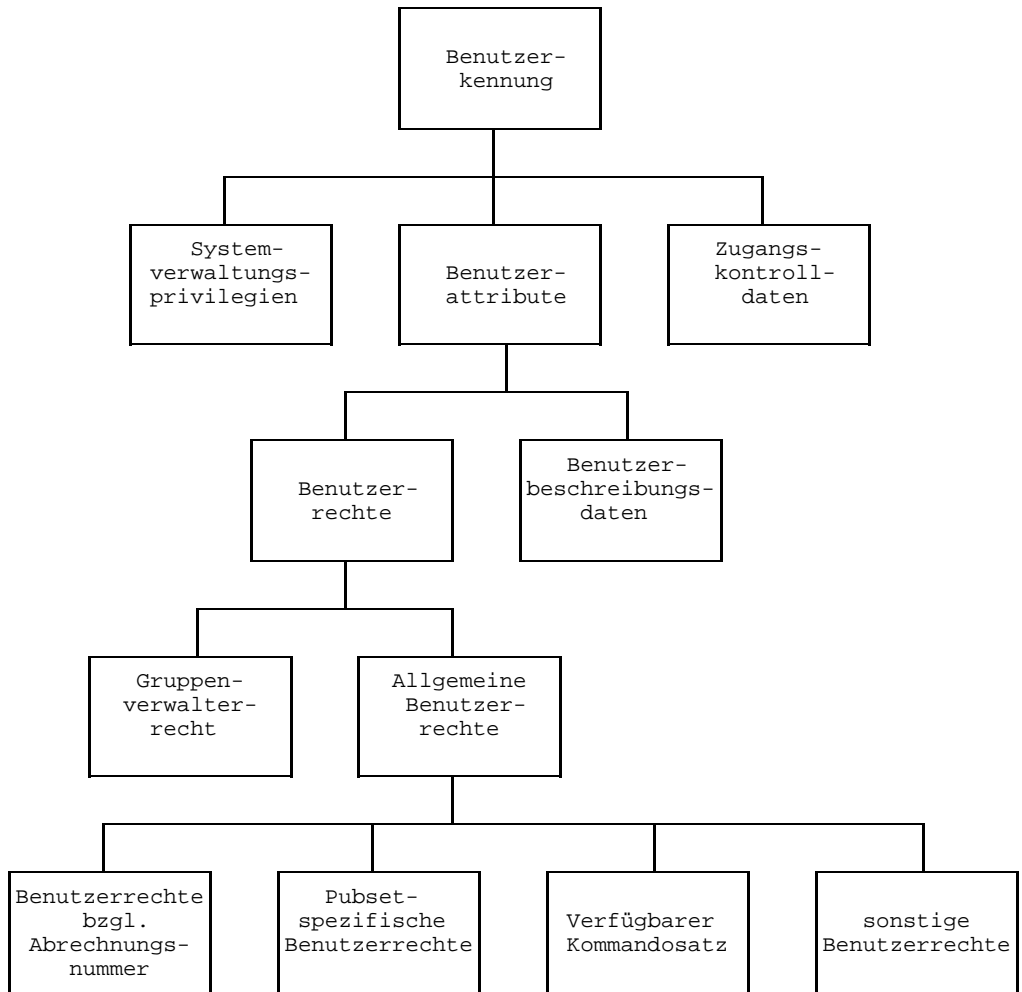 Benutzer-
kennung
System-
verwaltungs-
privilegien
Benutzer-
attribute
Zugangs-
kontroll-
daten
Benutzer-
rechte
Benutzer-
beschreibungs-
daten
Gruppen-
verwalter-
recht
Allgemeine
Benutzer-
rechte
Benutzerrechte
bzgl.
Abrechnungs-
nummer
Pubset-
spezifische
Benutzerrechte
Verfügbarer
Kommandosatz
sonstige
Benutzerrechte